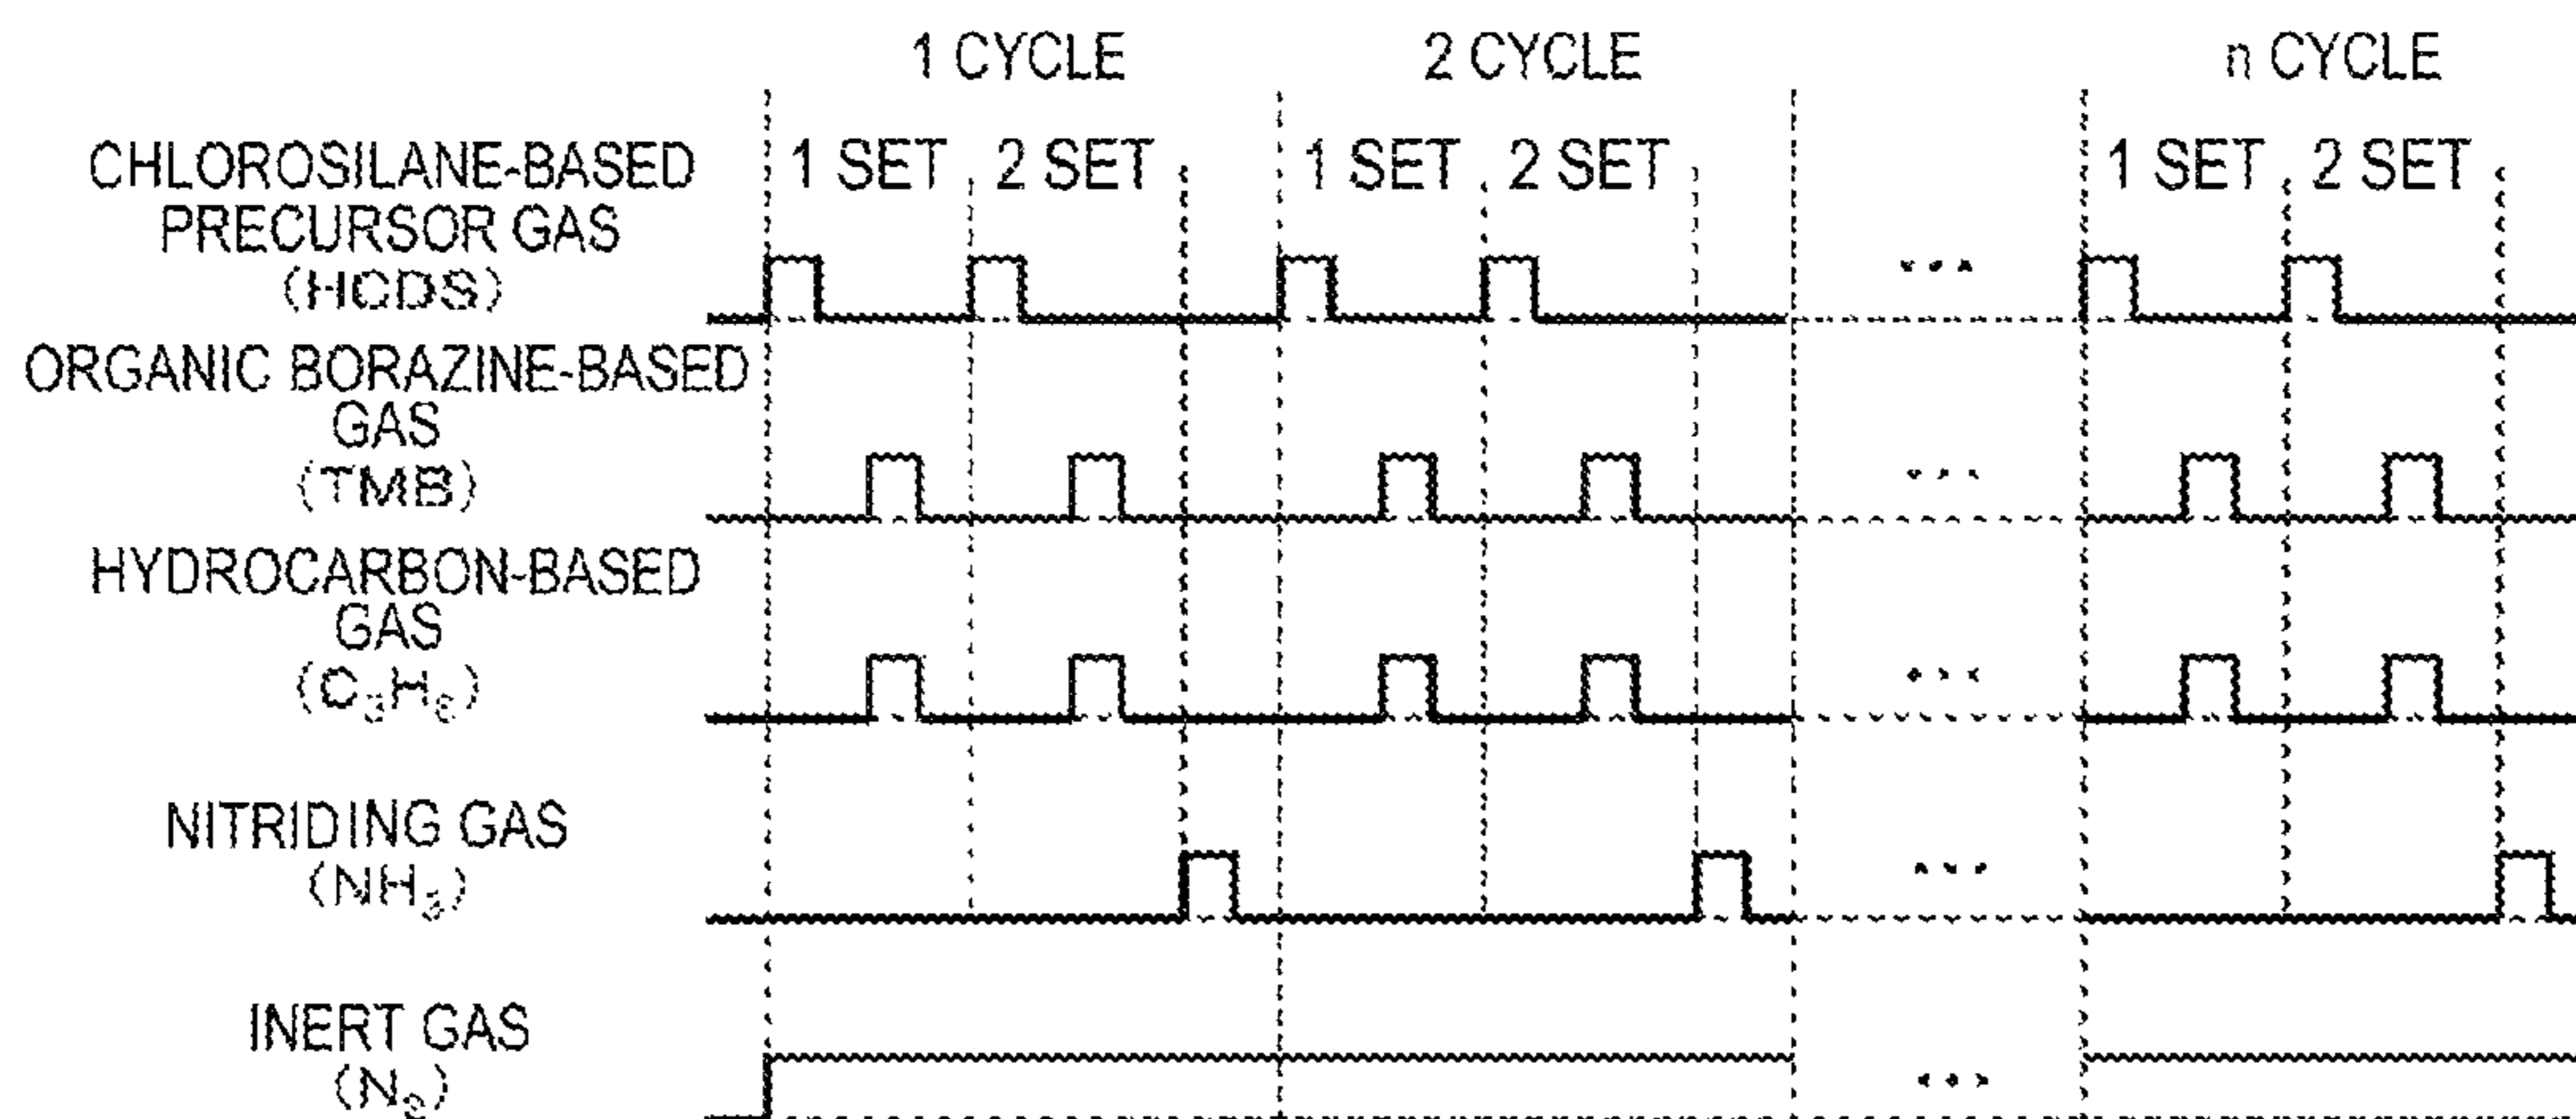 1 CYCLE 2 CYCLE n CYCLE
1 SET 2 SET 1 SET 2 SET 1 SET 2 SET
CHLOROSILANE-BASED
PRECURSOR GAS
(HCDS)
...
ORGANIC BORAZINE-BASED
GAS
(TMB)
...
HYDROCARBON-BASED
GAS
(C₃H₆)
...
NITRIDING GAS
(NH₃)
...
INERT GAS
(N₂)
...